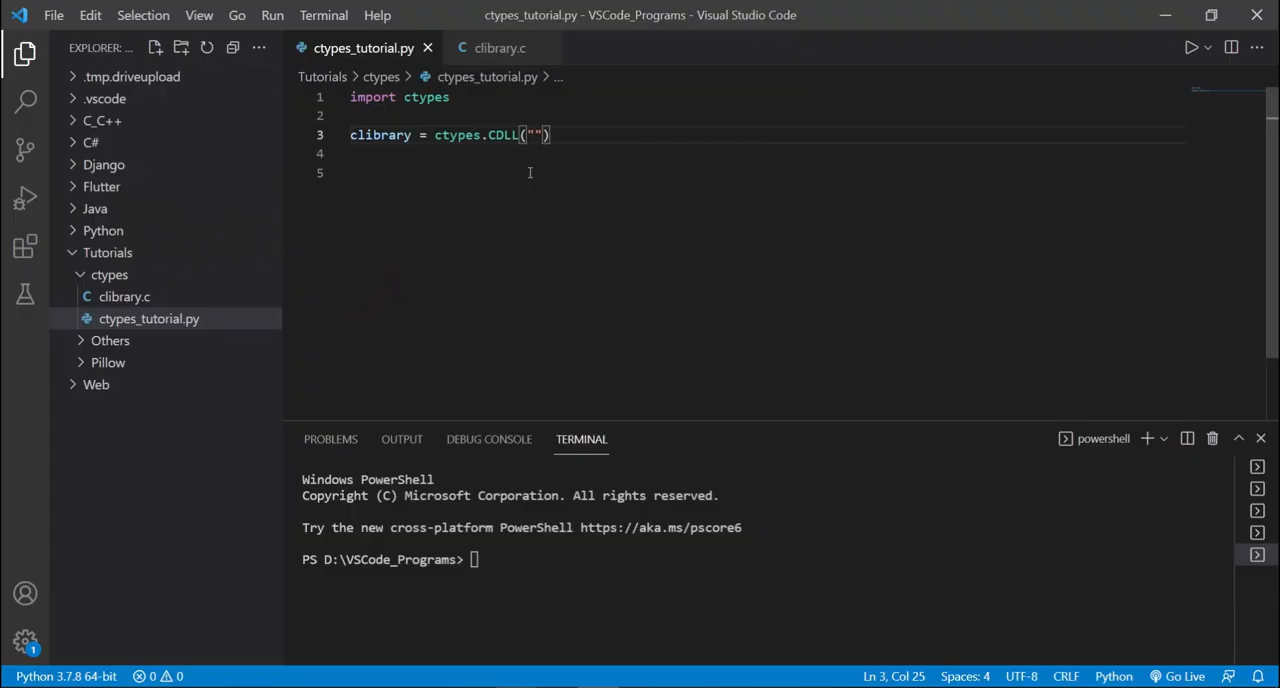 File Edit Selection View Go Run Terminal Help ctypes_tutorial.py - VSCode_Programs - Visual Studio Code
EXPLORER: ...
ctypes_tutorial.py
C clibrary.c
Tutorials > ctypes > ctypes_tutorial.py > ...
.tmp.driveupload
.vscode
C_C++
C#
Django
Flutter
Java
Python
Tutorials
ctypes
C clibrary.c
ctypes_tutorial.py
Others
Pillow
Web
1 import ctypes
2
3 clibrary = ctypes.CDLL("")
4
5
PROBLEMS OUTPUT DEBUG CONSOLE TERMINAL powershell
Windows PowerShell
Copyright (C) Microsoft Corporation. All rights reserved.
Try the new cross-platform PowerShell https://aka.ms/pscore6
PS D:\VSCode_Programs>
1
Python 3.7.8 64-bit 0 0 Ln 3, Col 25 Spaces: 4 UTF-8 CRLF Python Go Live